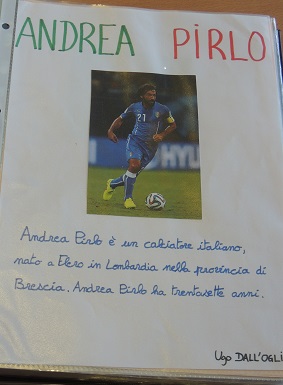 ANDREA PIRLO
21
HYU
Andrea Pirlo è un calciatore italiano,
nato a Flero in Lombardia nella provincia di
Brescia. Andrea Pirlo ha trentasette anni.
Ugo DALL'OGLI